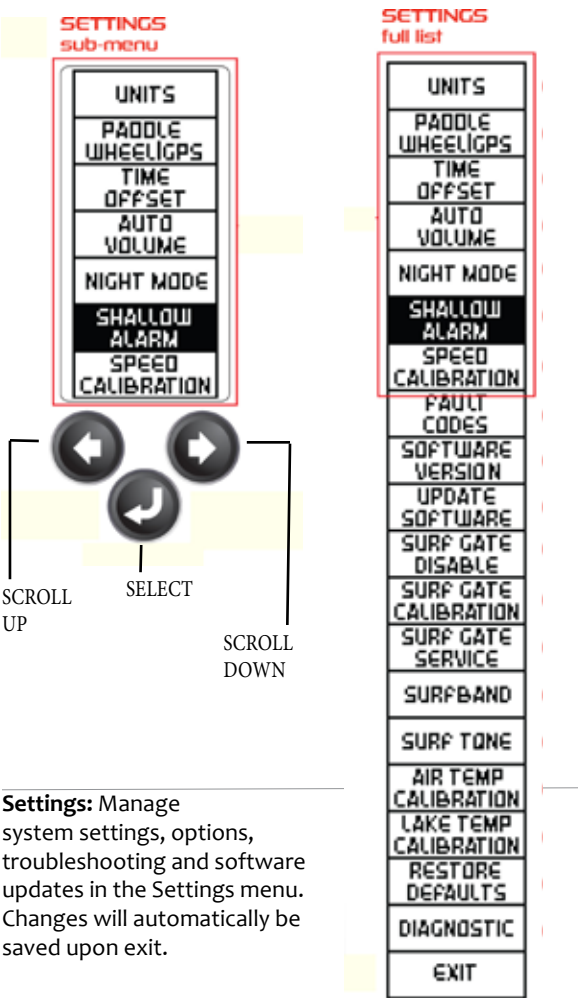 SETTINGS
sub-menu
UNITS
PADDLE
WHEEL|GPS
TIME
OFFSET
AUTO
VOLUME
NIGHT MODE
SHALLOW
ALARM
SPEED
CALIBRATION
SCROLL
UP
SELECT
SCROLL
DOWN
Settings: Manage
system settings, options,
troubleshooting and software
updates in the Settings menu.
Changes will automatically be
saved upon exit.
SETTINGS
full list
UNITS
PADDLE
WHEEL|GPS
TIME
OFFSET
AUTO
VOLUME
NIGHT MODE
SHALLOW
ALARM
SPEED
CALIBRATION
FAULT
CODES
SOFTWARE
VERSION
UPDATE
SOFTWARE
SURF GATE
DISABLE
SURF GATE
CALIBRATION
SURF GATE
SERVICE
SURFBAND
SURF TONE
AIR TEMP
CALIBRATION
LAKE TEMP
CALIBRATION
RESTORE
DEFAULTS
DIAGNOSTIC
EXIT